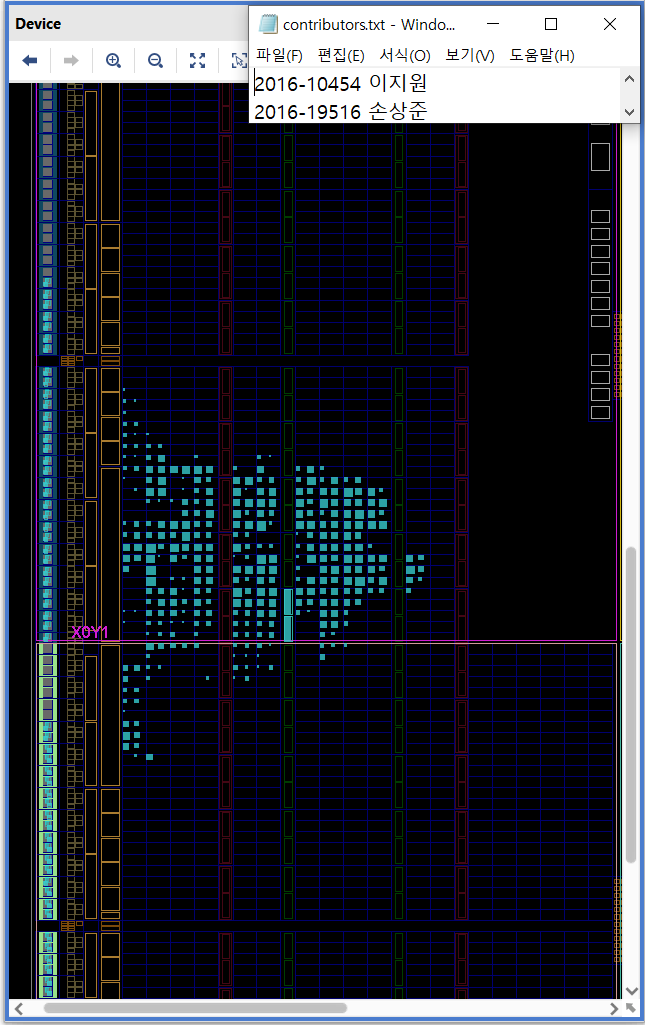 Device
contributors.txt - Windo...
파일(F) 편집(E) 서식(O) 보기(V) 도움말(H)
2016-10454 이지원
2016-19516 손상준
X0Y1